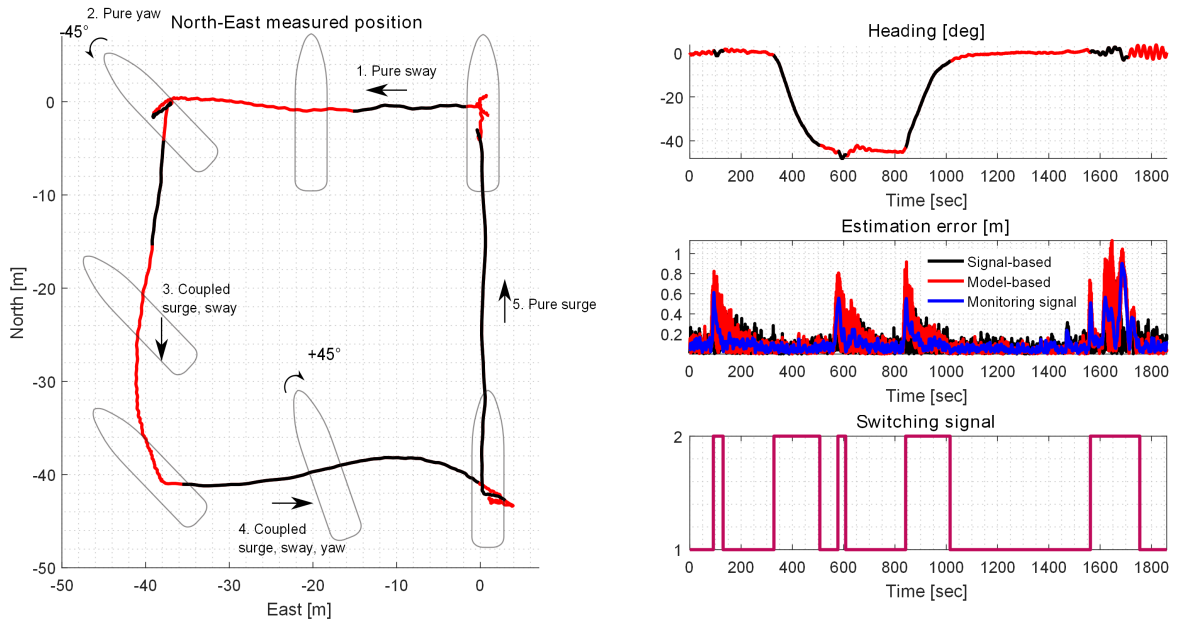 2. Pure yaw
-45°
North-East measured position
1. Pure sway
3. Coupled
surge, sway
5. Pure surge
+45°
4. Coupled
surge, sway, yaw
0
-10
-20
-30
-40
-50
North [m]
-50 -40 -30 -20 -10 0
East [m]
Heading [deg]
0
-20
-40
0 200 400 600 800 1000 1200 1400 1600 1800
Time [sec]
Estimation error [m]
1
0.8
0.6
0.4
0.2
Signal-based
Model-based
Monitoring signal
0 200 400 600 800 1000 1200 1400 1600 1800
Time [sec]
Switching signal
2
1
0 200 400 600 800 1000 1200 1400 1600 1800
Time [sec]